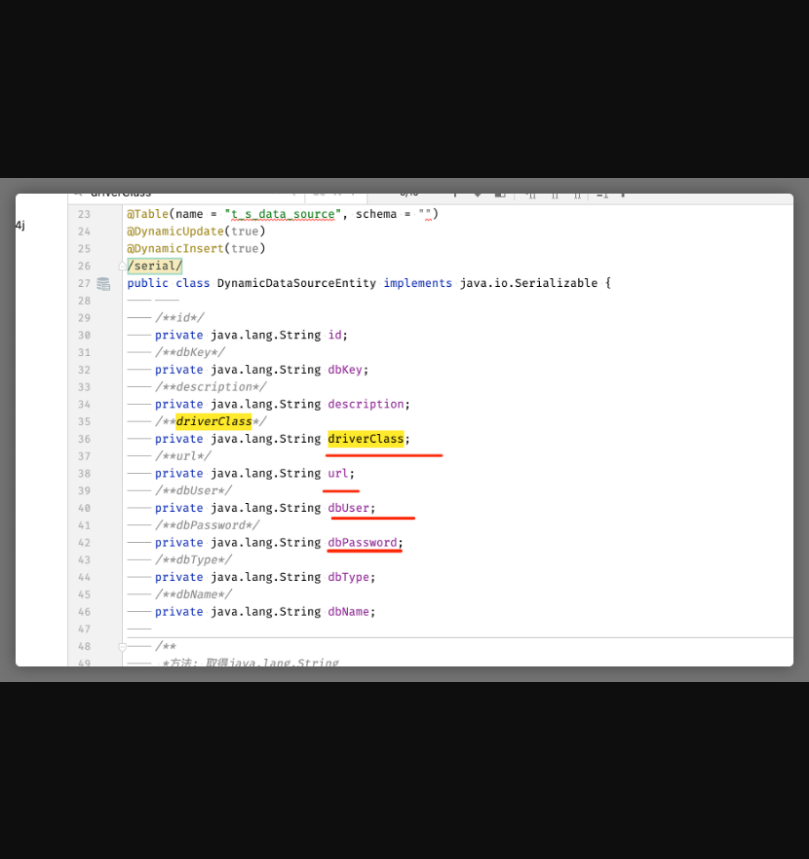 driverClass
4j
23 @Table(name = "t_s_data_source", schema = "")
24 @DynamicUpdate(true)
25 @DynamicInsert(true)
26 /serial/
27 public class DynamicDataSourceEntity implements java.io.Serializable {
28
29 /**id*/
30 private java.lang.String id;
31 /**dbKey*/
32 private java.lang.String dbKey;
33 /**description*/
34 private java.lang.String description;
35 /**driverClass*/
36 private java.lang.String driverClass;
37 /**url*/
38 private java.lang.String url;
39 /**dbUser*/
40 private java.lang.String dbUser;
41 /**dbPassword*/
42 private java.lang.String dbPassword;
43 /**dbType*/
44 private java.lang.String dbType;
45 /**dbName*/
46 private java.lang.String dbName;
47
48 /**
49 *方法: 取得java.lang.String